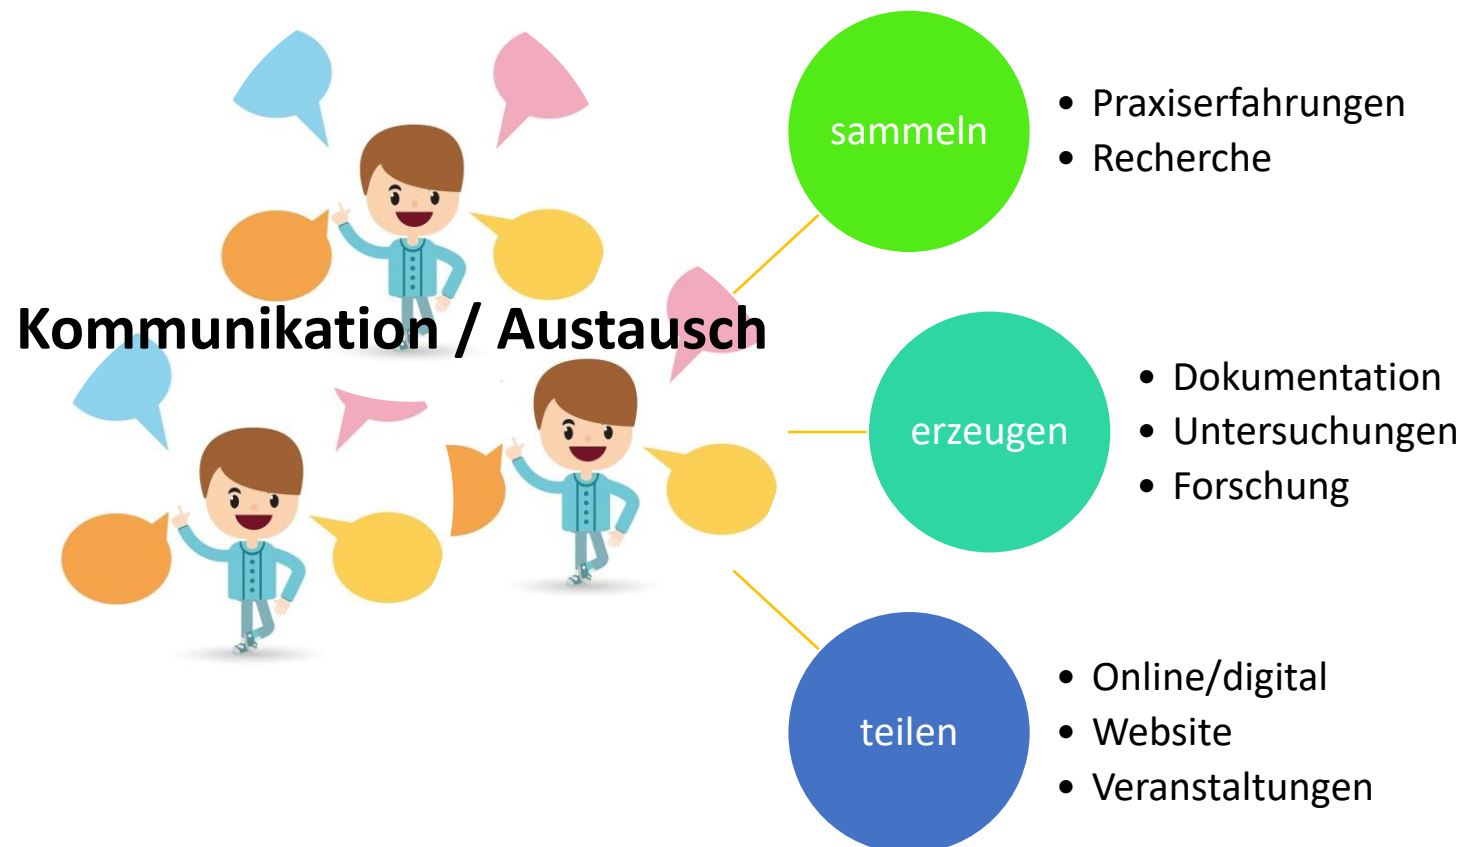 Kommunikation / Austausch
sammeln
• Praxiserfahrungen
• Recherche
erzeugen
• Dokumentation
• Untersuchungen
• Forschung
teilen
• Online/digital
• Website
• Veranstaltungen